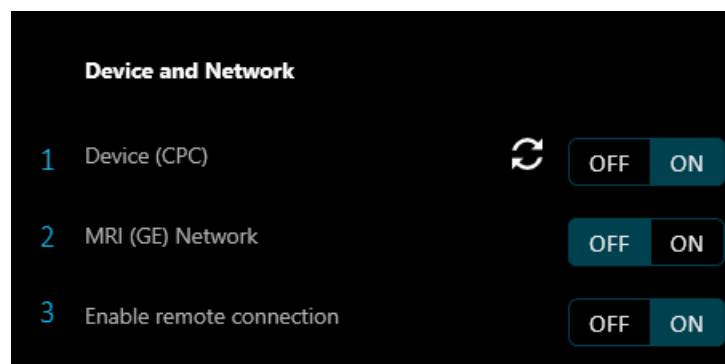 Device and Network
1 Device (CPC) OFF ON
2 MRI (GE) Network OFF ON
3 Enable remote connection OFF ON